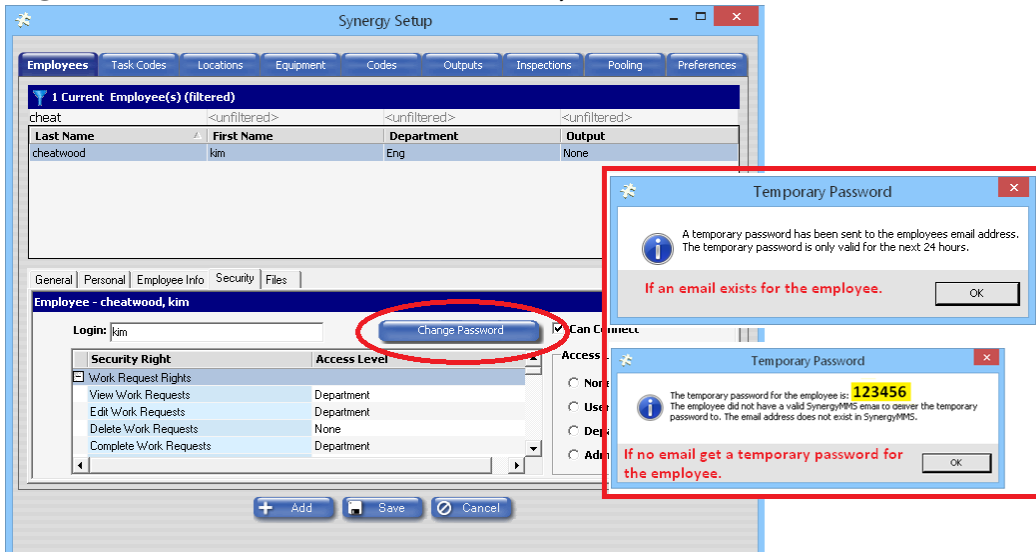 Synergy Setup
Employees Task Codes Locations Equipment Codes Outputs Inspections Pooling Preferences
1 Current Employee(s) (filtered)
cheat <unfiltered> <unfiltered> <unfiltered>
Last Name First Name Department Output
cheatwood kim Eng None
Temporary Password
A temporary password has been sent to the employees email address.
The temporary password is only valid for the next 24 hours.
If an email exists for the employee.
OK
General Personal Employee Info Security Files
Employee - cheatwood, kim
Login: kim Change Password Can Connect
Security Right Access Level
Work Request Rights
View Work Requests Department
Edit Work Requests Department
Delete Work Requests None
Complete Work Requests Department
Access
None
User
Temporary Password
The temporary password for the employee is: 123456
The employee did not have a valid SynergyMMS email to deliver the temporary
password to. The email address does not exist in SynergyMMS.
If no email get a temporary password for
the employee.
OK
Add Save Cancel